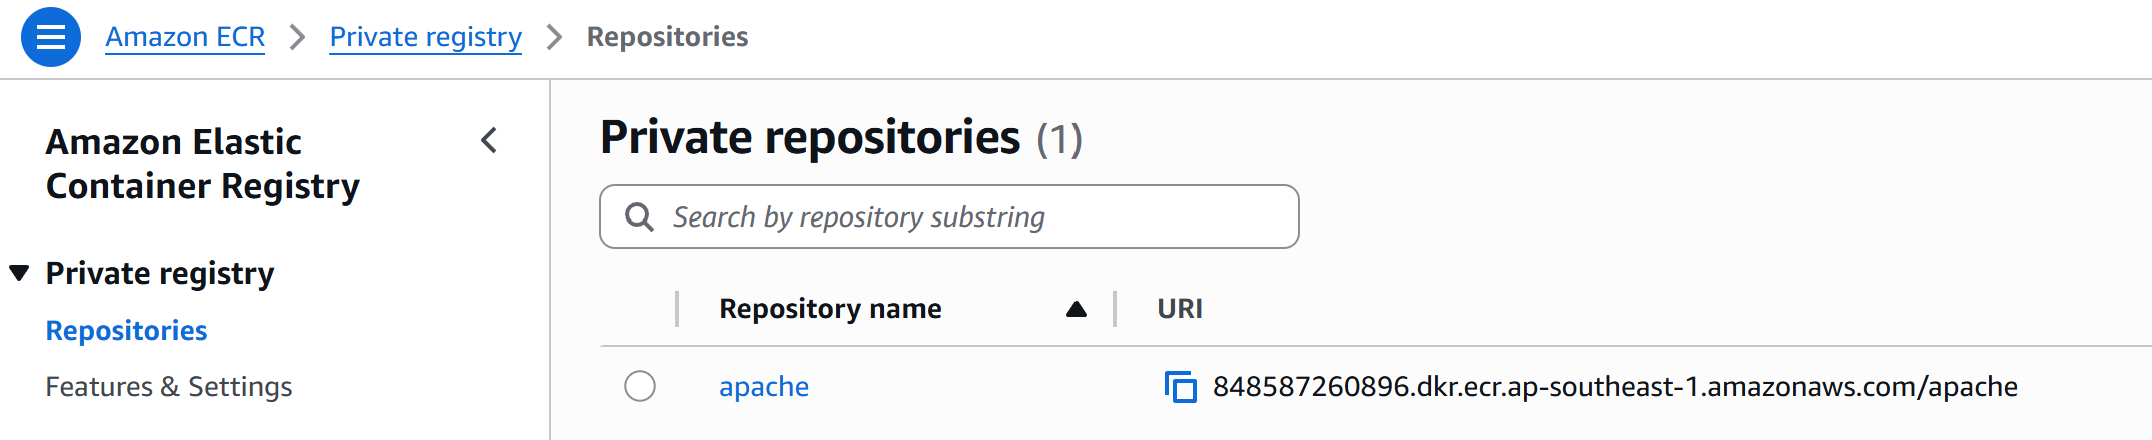 Amazon ECR > Private registry > Repositories
Amazon Elastic
Container Registry
Private registry
Repositories
Features & Settings
Private repositories (1)
Search by repository substring
Repository name URI
apache 848587260896.dkr.ecr.ap-southeast-1.amazonaws.com/apache